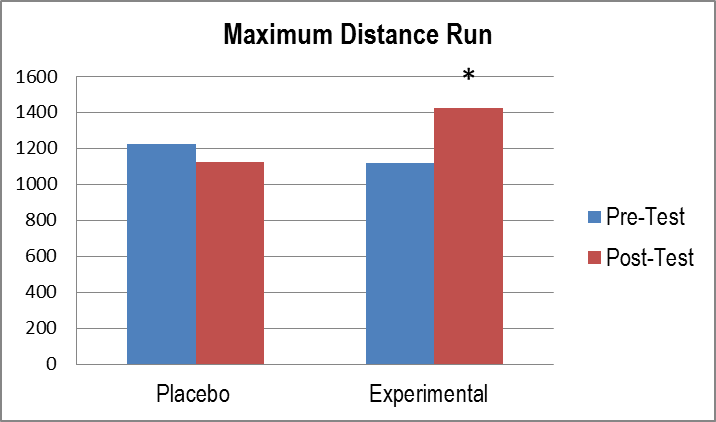 Maximum Distance Run
*
1600
1400
1200
1000
800
600
400
200
0
Placebo
Experimental
Pre-Test
Post-Test